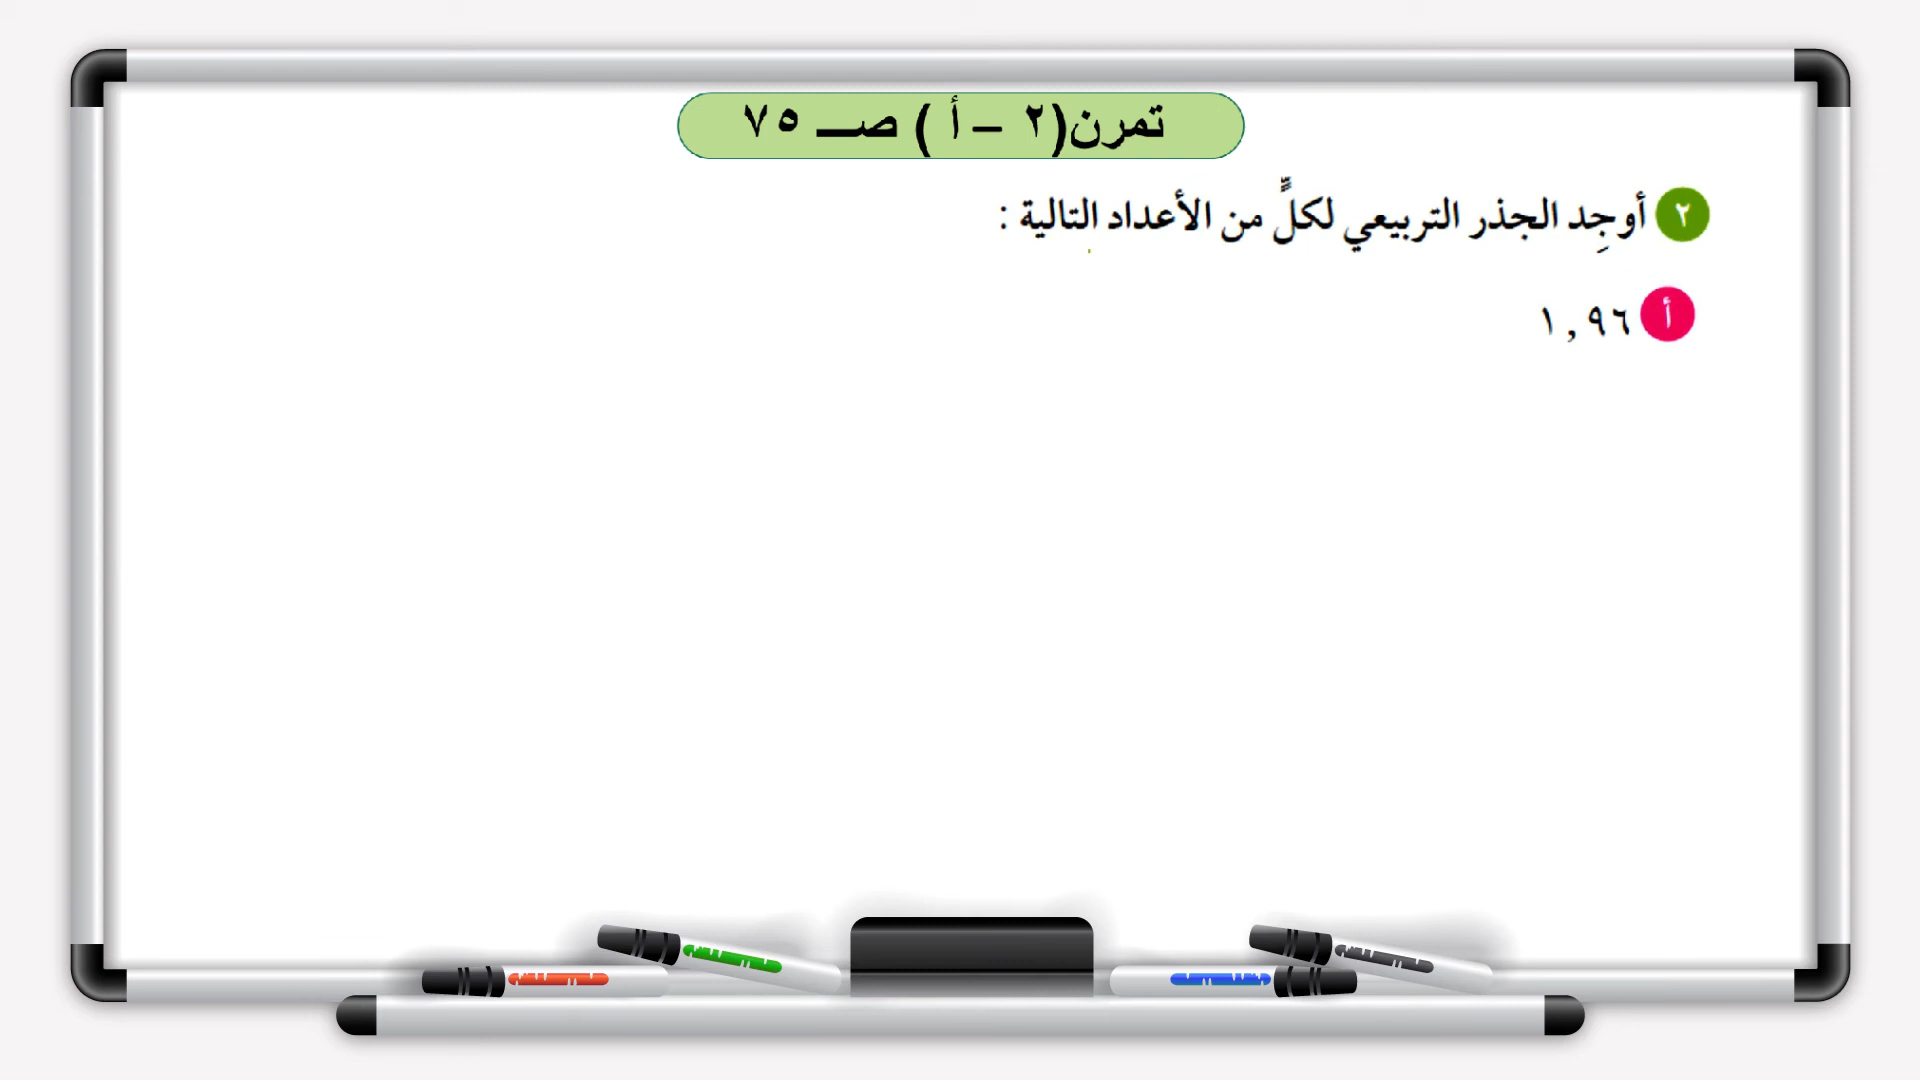 تمرن(٢ – أ ) صـــ ٧٥
٢ أوجِد الجذر التربيعي لكلٍّ من الأعداد التالية :
أ ١,٩٦